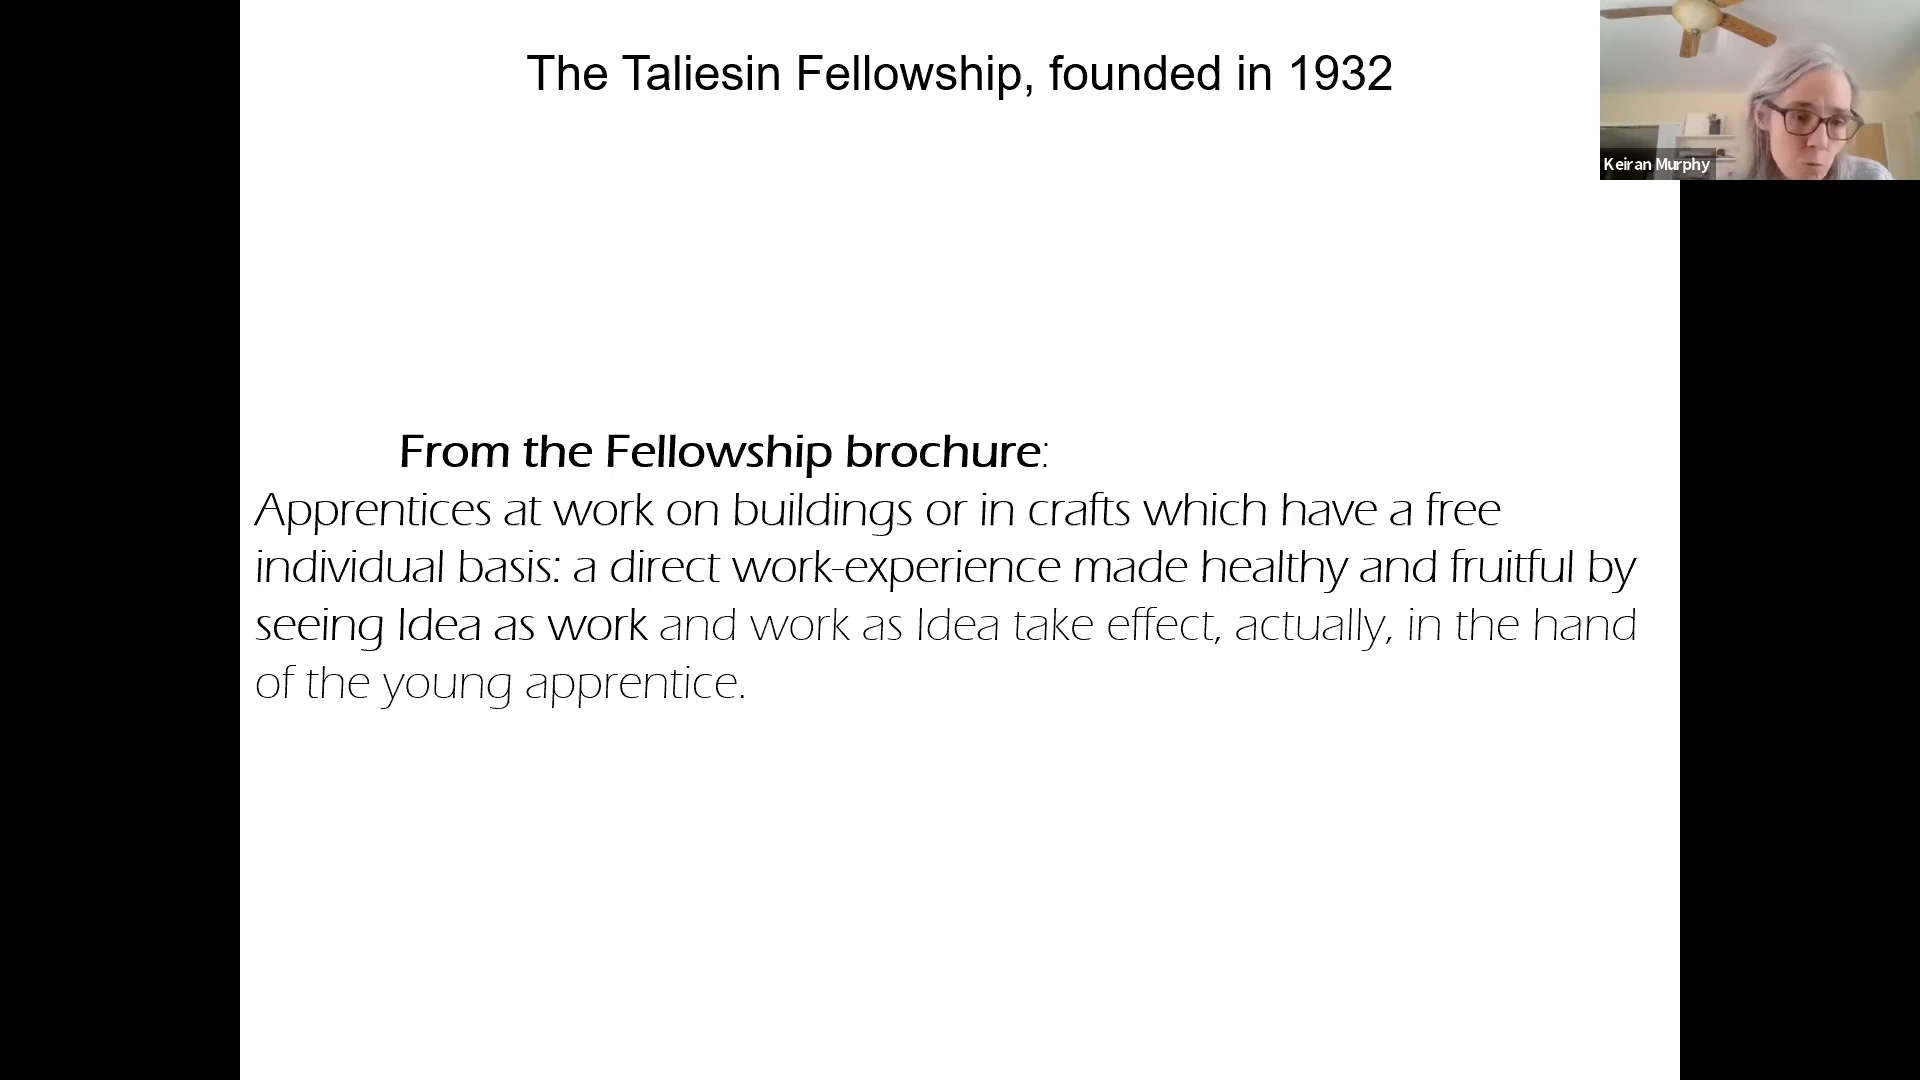 The Taliesin Fellowship, founded in 1932
Keiran Murphy
From the Fellowship brochure:
Apprentices at work on buildings or in crafts which have a free
individual basis: a direct work-experience made healthy and fruitful by
seeing Idea as work and work as Idea take effect, actually, in the hand
of the young apprentice.